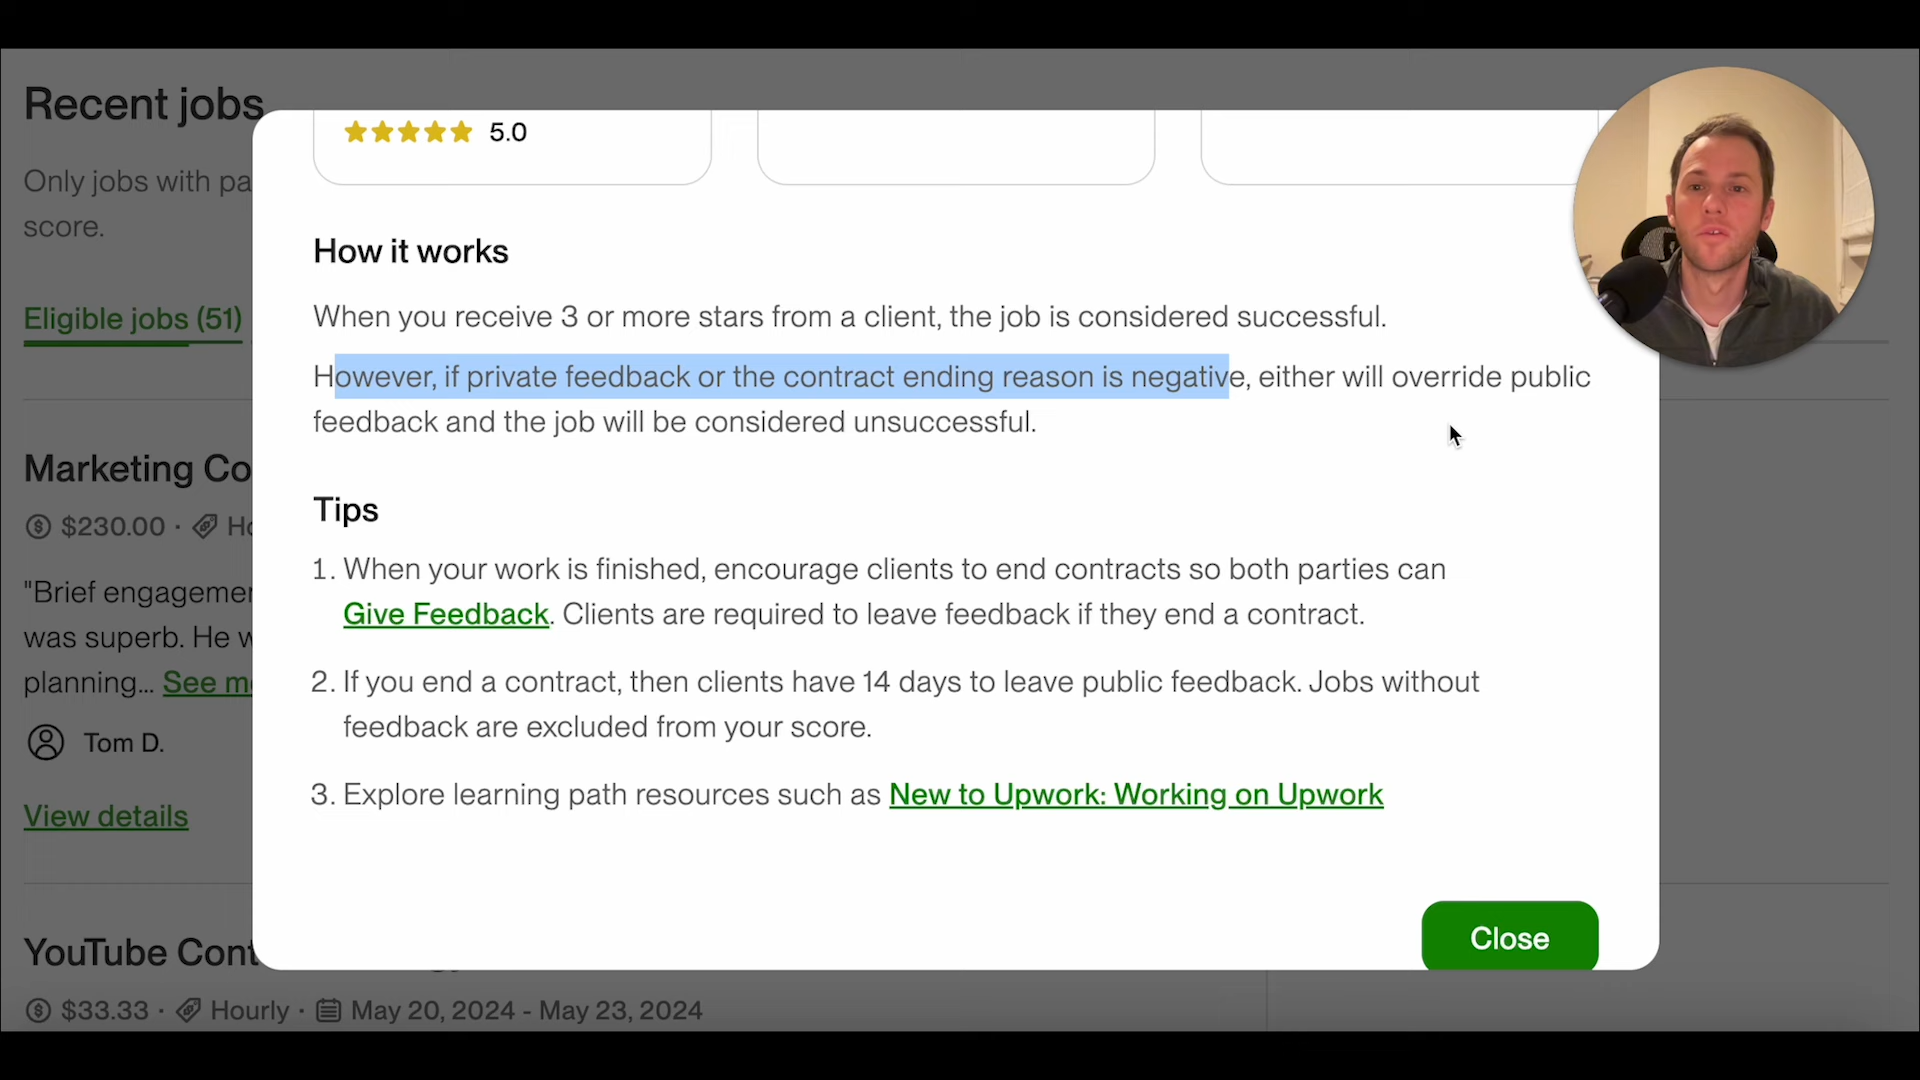 Recent jobs
Only jobs with pa
score.
Eligible jobs (51)
Marketing Co
$230.00 ·
"Brief engagemer
was superb. He w
planning... See m
Tom D.
View details
YouTube Cont
$33.33 · Hourly · May 20, 2024 - May 23, 2024
5.0
How it works
When you receive 3 or more stars from a client, the job is considered successful.
However, if private feedback or the contract ending reason is negative, either will override public
feedback and the job will be considered unsuccessful.
Tips
1. When your work is finished, encourage clients to end contracts so both parties can
Give Feedback. Clients are required to leave feedback if they end a contract.
2. If you end a contract, then clients have 14 days to leave public feedback. Jobs without
feedback are excluded from your score.
3. Explore learning path resources such as New to Upwork: Working on Upwork
Close